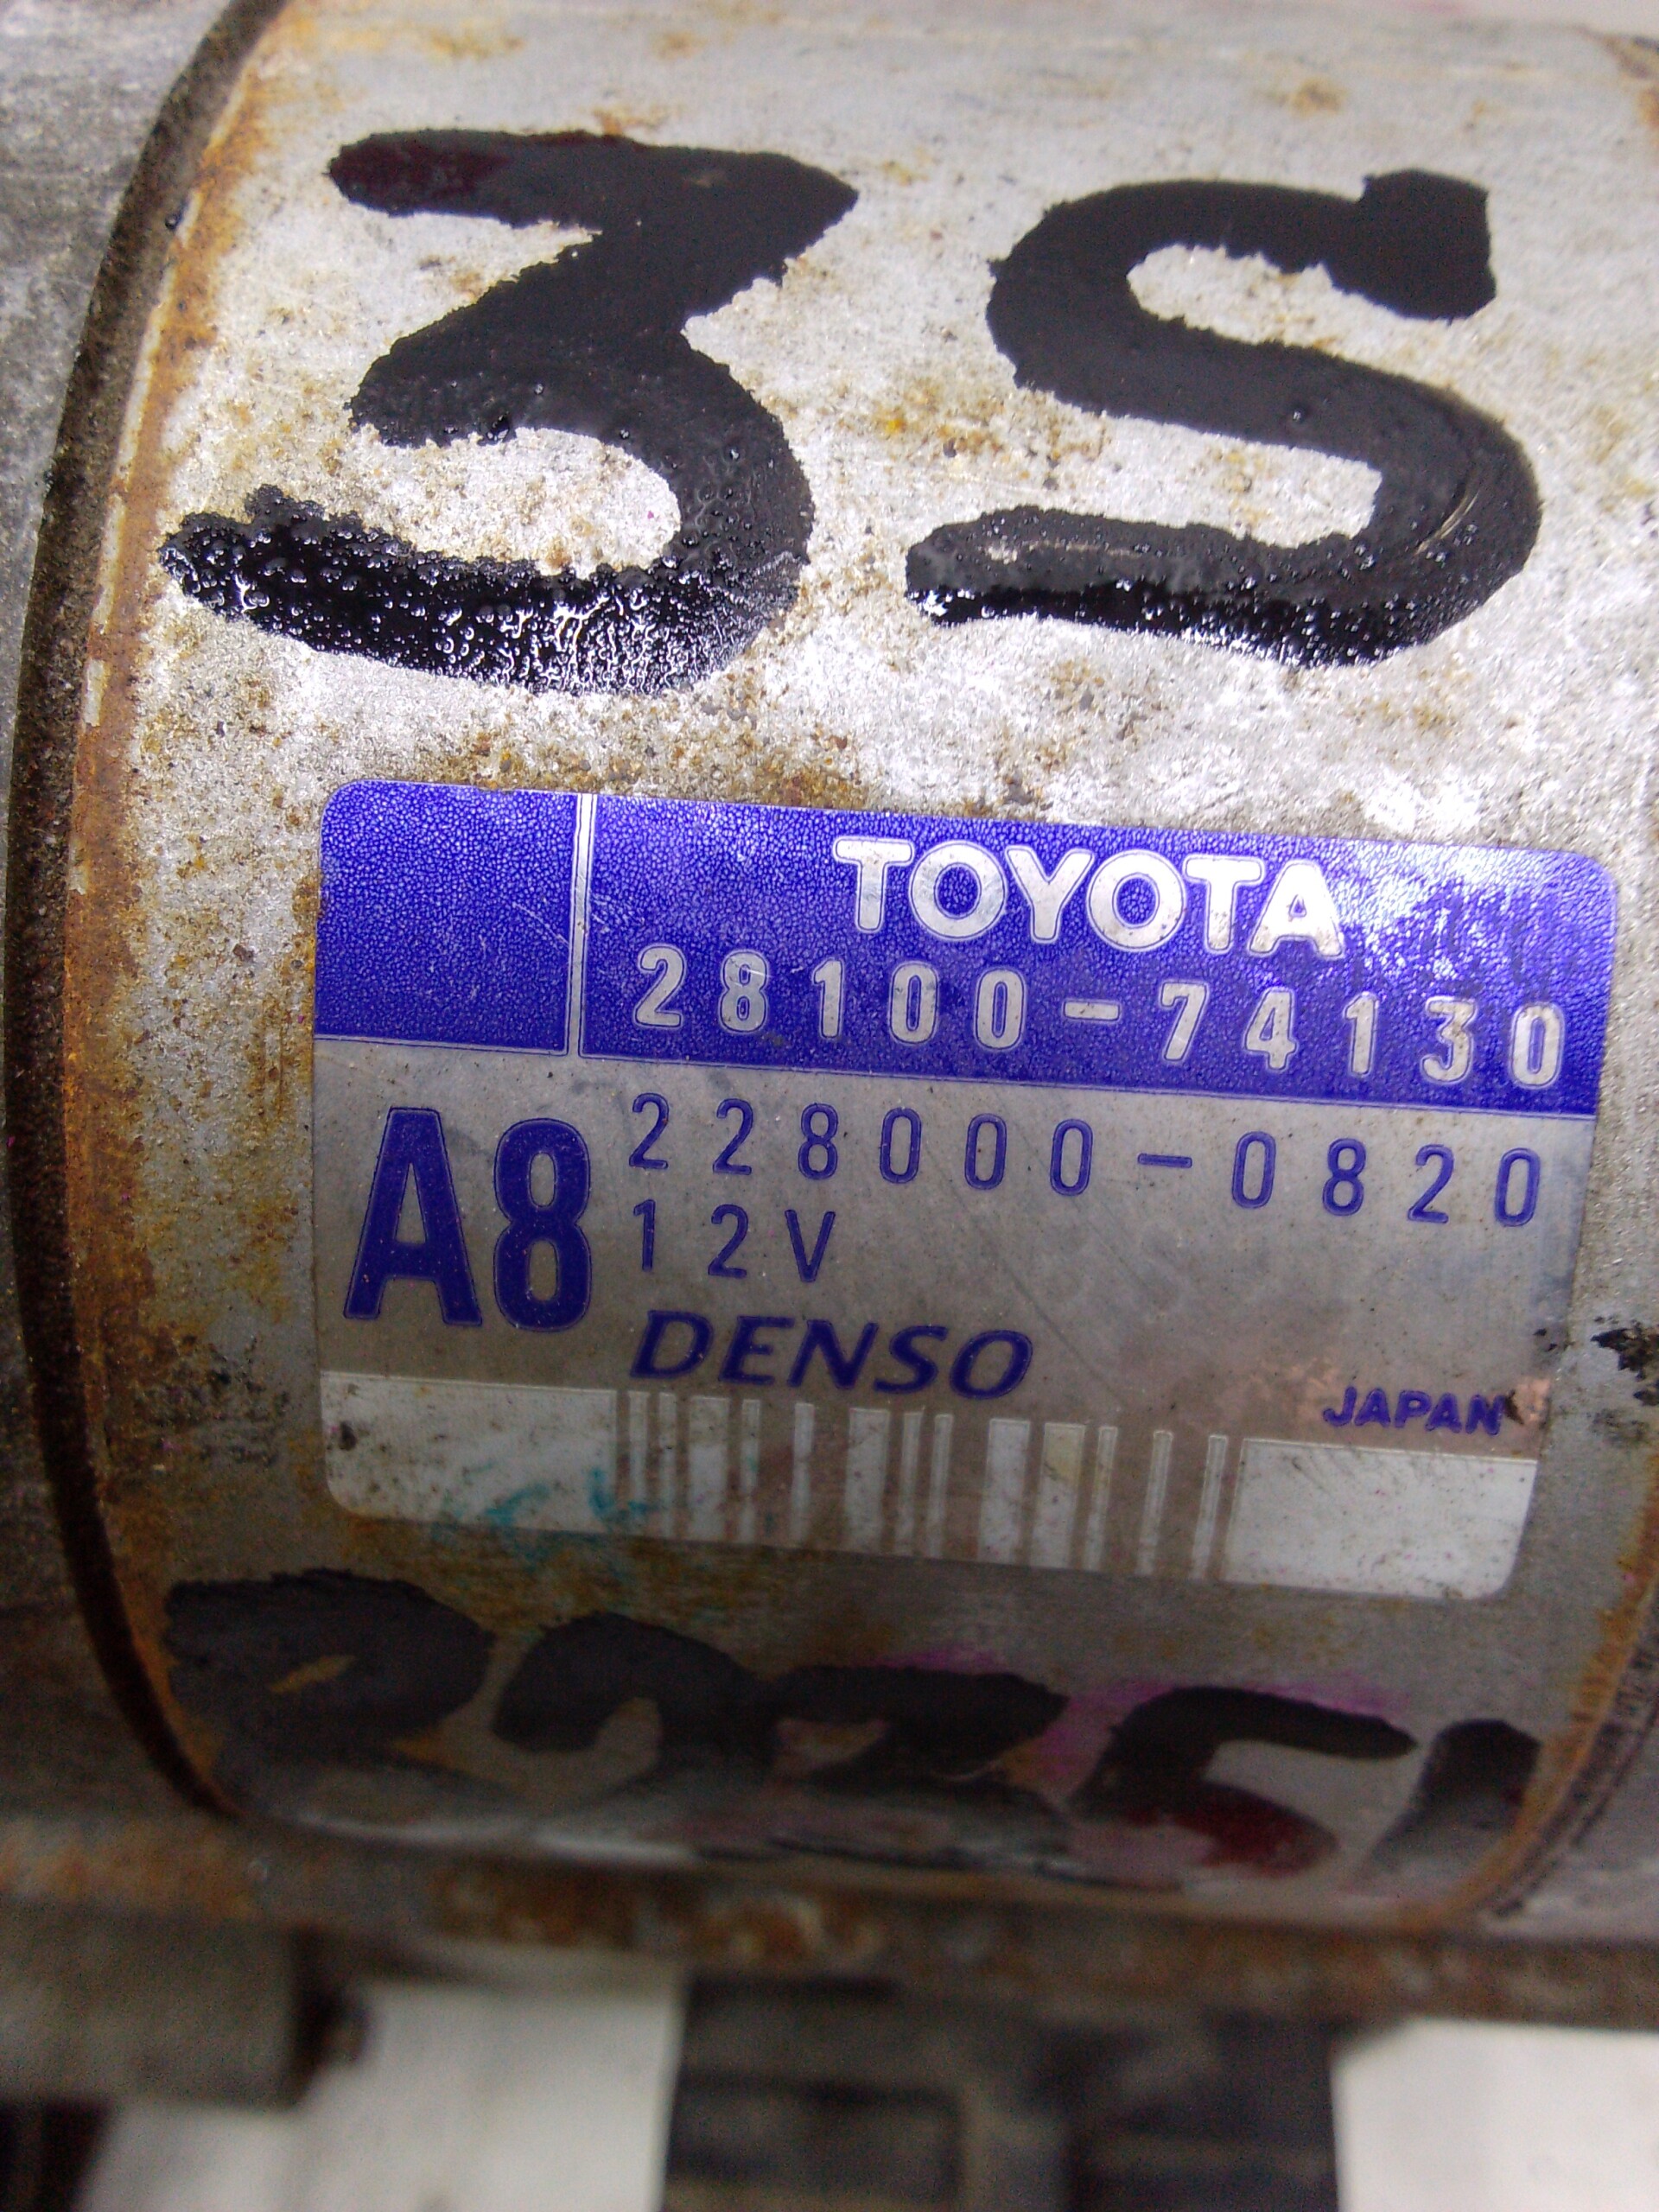 3S
TOYOTA
28100-74130
A8
228000-0820
12V
DENSO
JAPAN